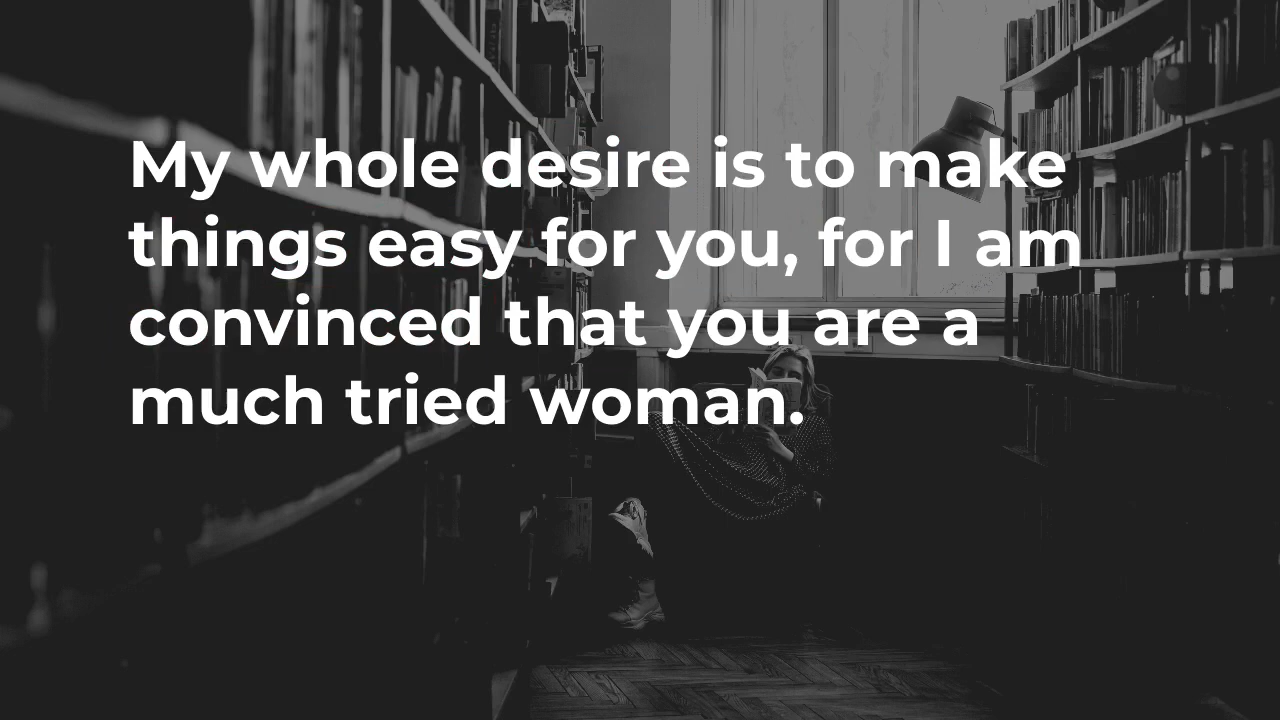 My whole desire is to make
things easy for you, for I am
convinced that you are a
much tried woman.